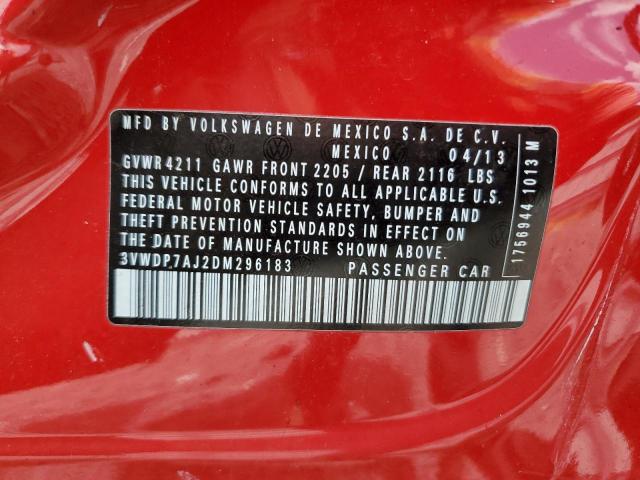 MFD BY VOLKSWAGEN DE MEXICO S.A. DE C.V.
MEXICO 04/13
GVWR 4211 GAWR FRONT 2205 / REAR 2116 LBS
THIS VEHICLE CONFORMS TO ALL APPLICABLE U.S.
FEDERAL MOTOR VEHICLE SAFETY, BUMPER AND
THEFT PREVENTION STANDARDS IN EFFECT ON
THE DATE OF MANUFACTURE SHOWN ABOVE.
3VWDP7AJ2DM296183 PASSENGER CAR
1756944 1013 M